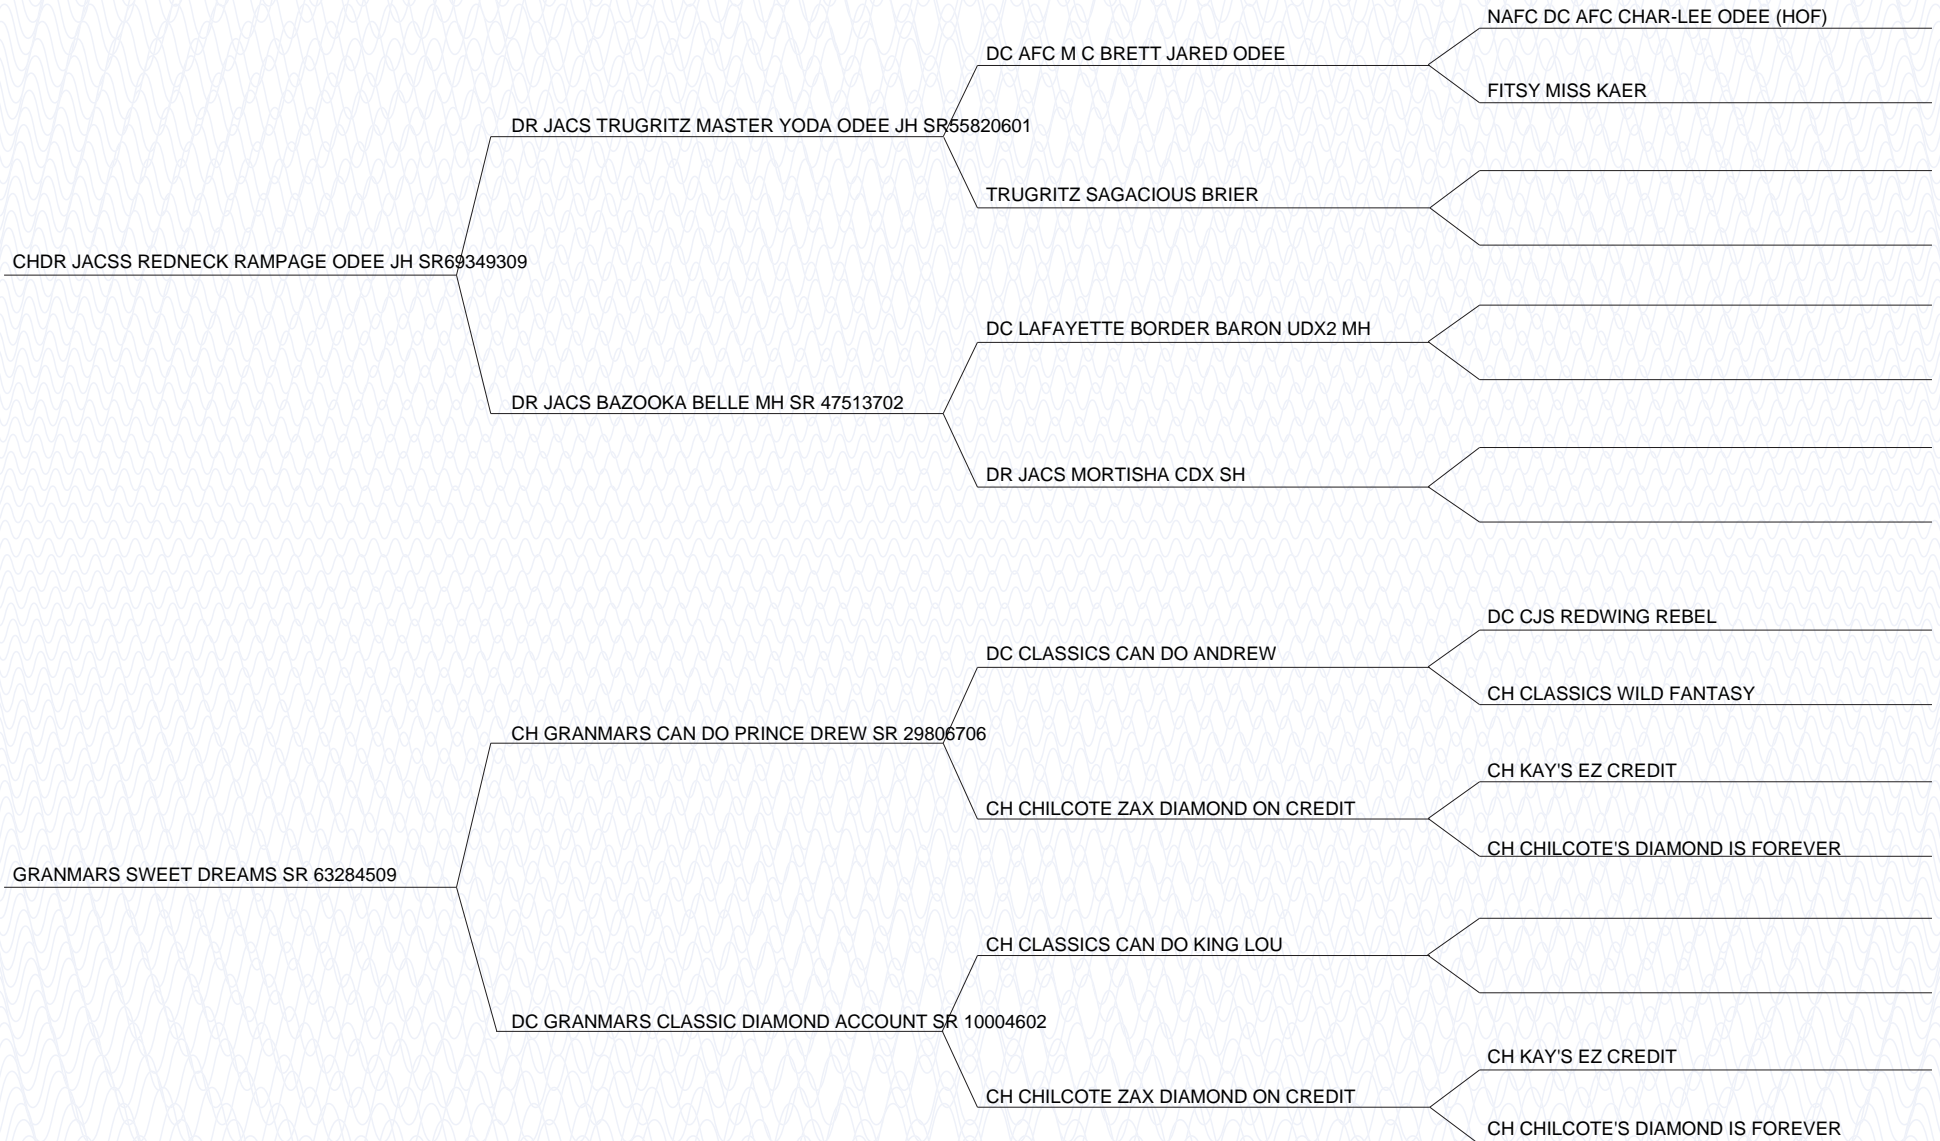 NAFC DC AFC CHAR-LEE ODEE (HOF)
DC AFC M C BRETT JARED ODEE
FITSY MISS KAER
DR JACS TRUGRITZ MASTER YODA ODEE JH SR55820601
TRUGRITZ SAGACIOUS BRIER
CHDR JACSS REDNECK RAMPAGE ODEE JH SR69349309
DC LAFAYETTE BORDER BARON UDX2 MH
DR JACS BAZOOKA BELLE MH SR 47513702
DR JACS MORTISHA CDX SH
DC CJS REDWING REBEL
DC CLASSICS CAN DO ANDREW
CH CLASSICS WILD FANTASY
CH GRANMARS CAN DO PRINCE DREW SR 29806706
CH KAY'S EZ CREDIT
CH CHILCOTE ZAX DIAMOND ON CREDIT
CH CHILCOTE'S DIAMOND IS FOREVER
GRANMARS SWEET DREAMS SR 63284509
CH CLASSICS CAN DO KING LOU
DC GRANMARS CLASSIC DIAMOND ACCOUNT SR 10004602
CH KAY'S EZ CREDIT
CH CHILCOTE ZAX DIAMOND ON CREDIT
CH CHILCOTE'S DIAMOND IS FOREVER